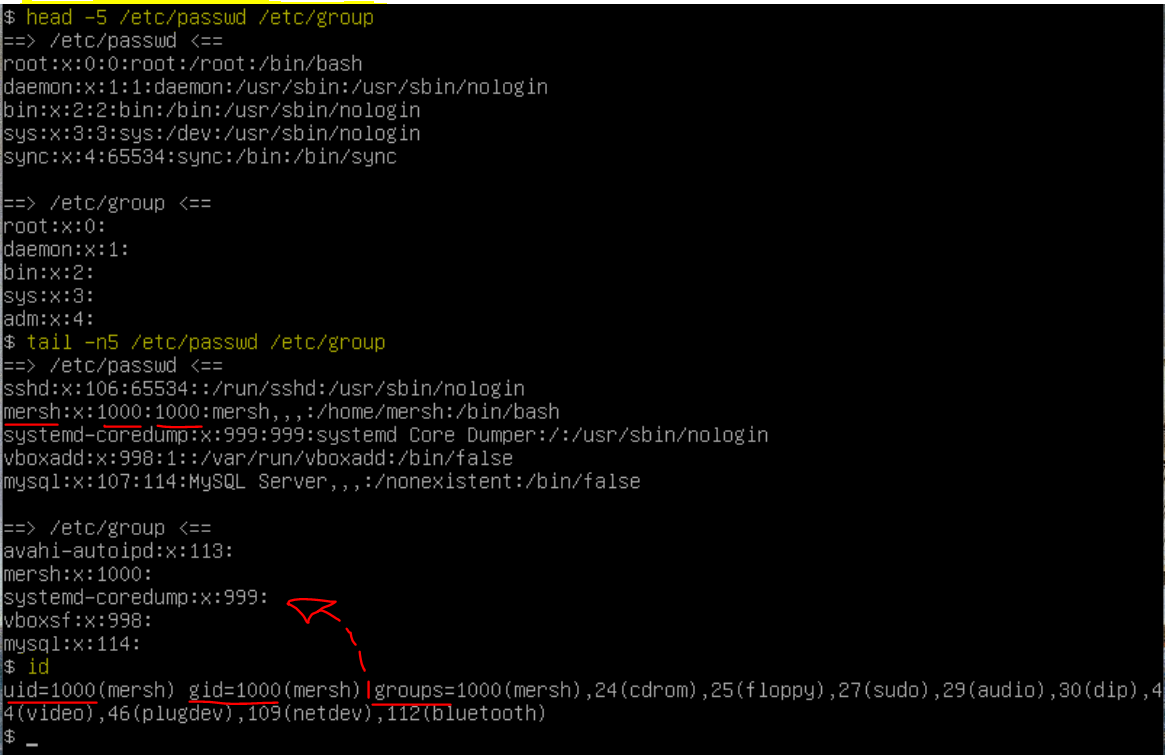 $ head -5 /etc/passwd /etc/group
==> /etc/passwd <==
root:x:0:0:root:/root:/bin/bash
daemon:x:1:1:daemon:/usr/sbin:/usr/sbin/nologin
bin:x:2:2:bin:/bin:/usr/sbin/nologin
sys:x:3:3:sys:/dev:/usr/sbin/nologin
sync:x:4:65534:sync:/bin:/bin/sync
==> /etc/group <==
root:x:0:
daemon:x:1:
bin:x:2:
sys:x:3:
adm:x:4:
$ tail -n5 /etc/passwd /etc/group
==> /etc/passwd <==
sshd:x:106:65534::/run/sshd:/usr/sbin/nologin
mersh:x:1000:1000:mersh,,,:/home/mersh:/bin/bash
systemd-coredump:x:999:999:systemd Core Dumper:/:/usr/sbin/nologin
vboxadd:x:998:1::/var/run/vboxadd:/bin/false
mysql:x:107:114:MySQL Server,,,:/nonexistent:/bin/false
==> /etc/group <==
avahi-autoipd:x:113:
mersh:x:1000:
systemd-coredump:x:999:
vboxsf:x:998:
mysql:x:114:
$ id
uid=1000(mersh) gid=1000(mersh) groups=1000(mersh),24(cdrom),25(floppy),27(sudo),29(audio),30(dip),4
4(video),46(plugdev),109(netdev),112(bluetooth)
$ _